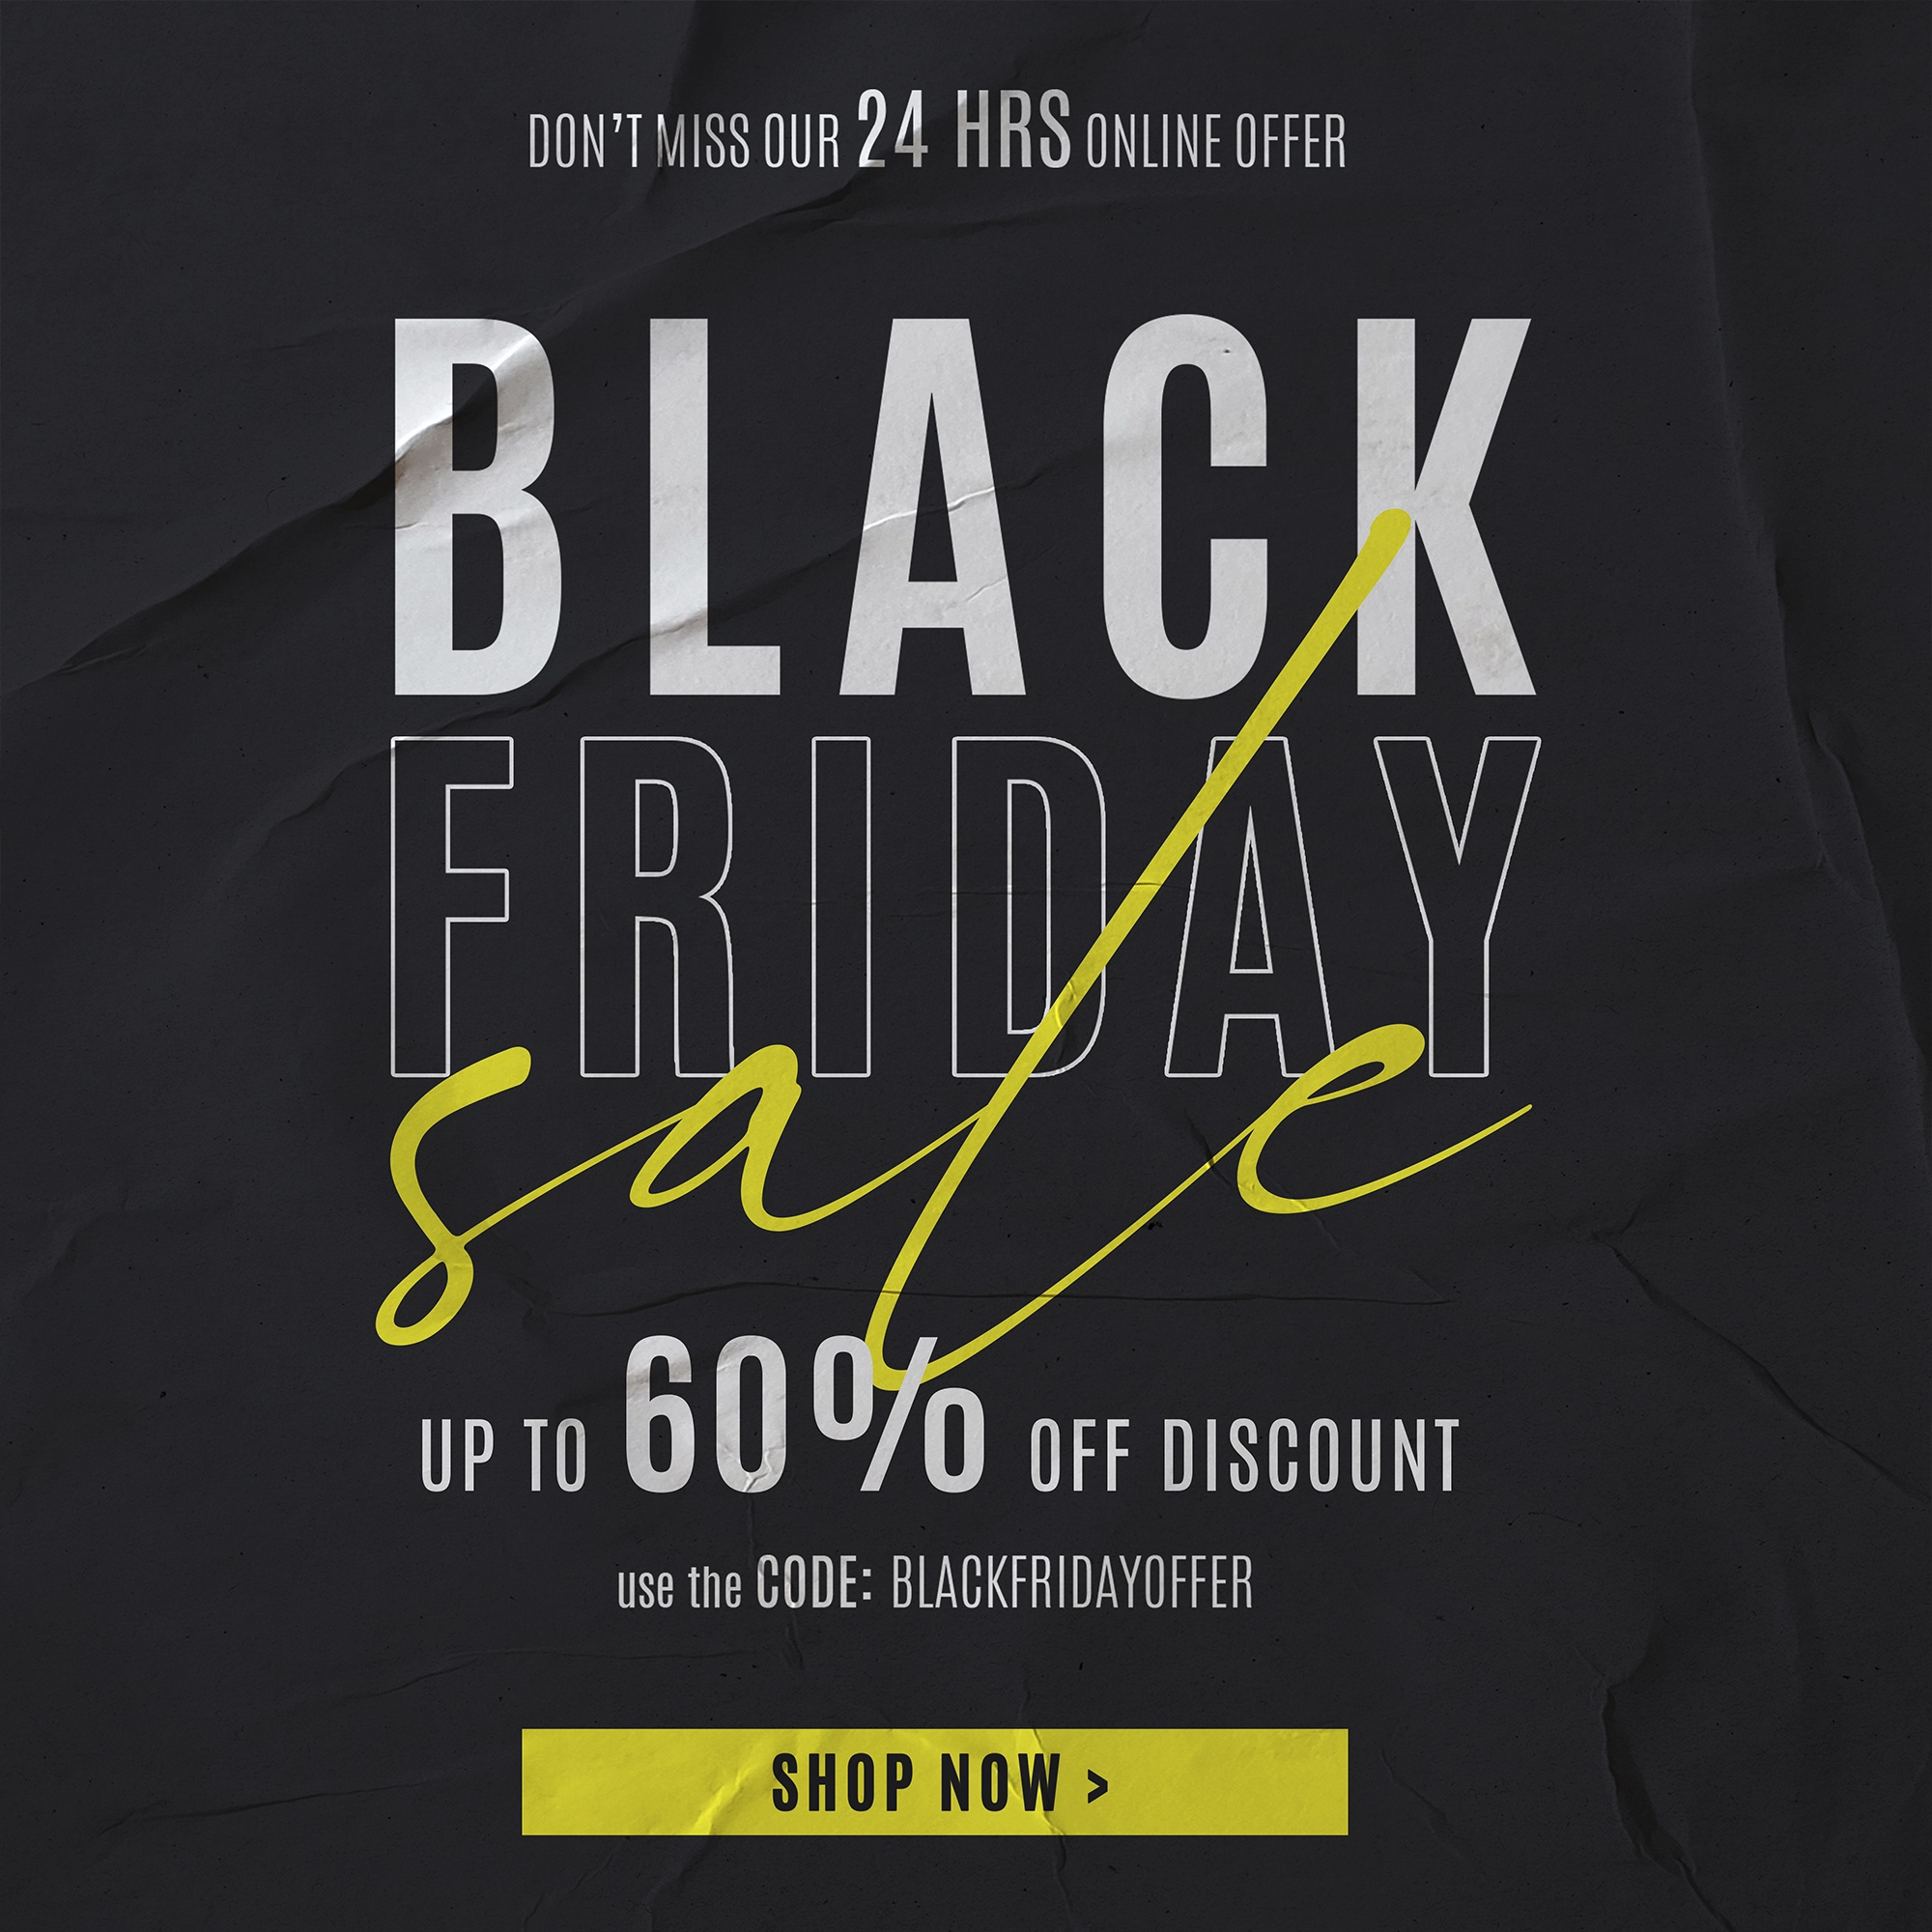 DON'T MISS OUR 24 HRS ONLINE OFFER
BLACK
FRIDAY
sale
UP TO 60% OFF DISCOUNT
use the CODE: BLACKFRIDAYOFFER
SHOP NOW >